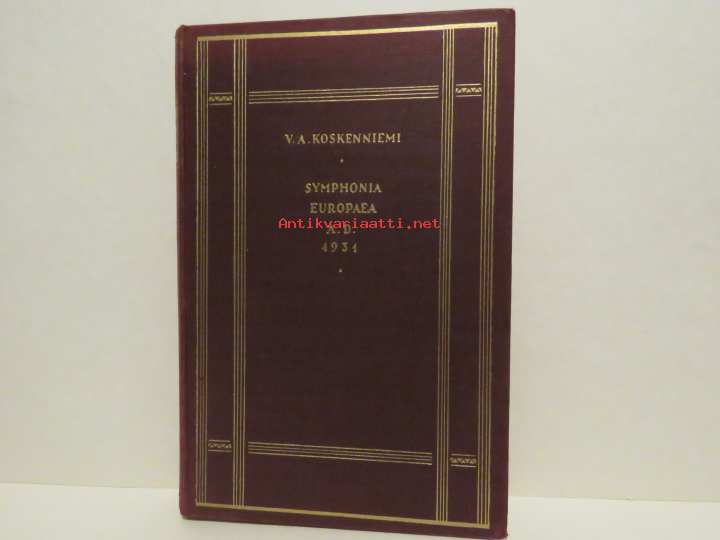 V. A. KOSKENNIEMI
SYMPHONIA
EUROPAEA
Antikvariaatti.net
A. D.
1931